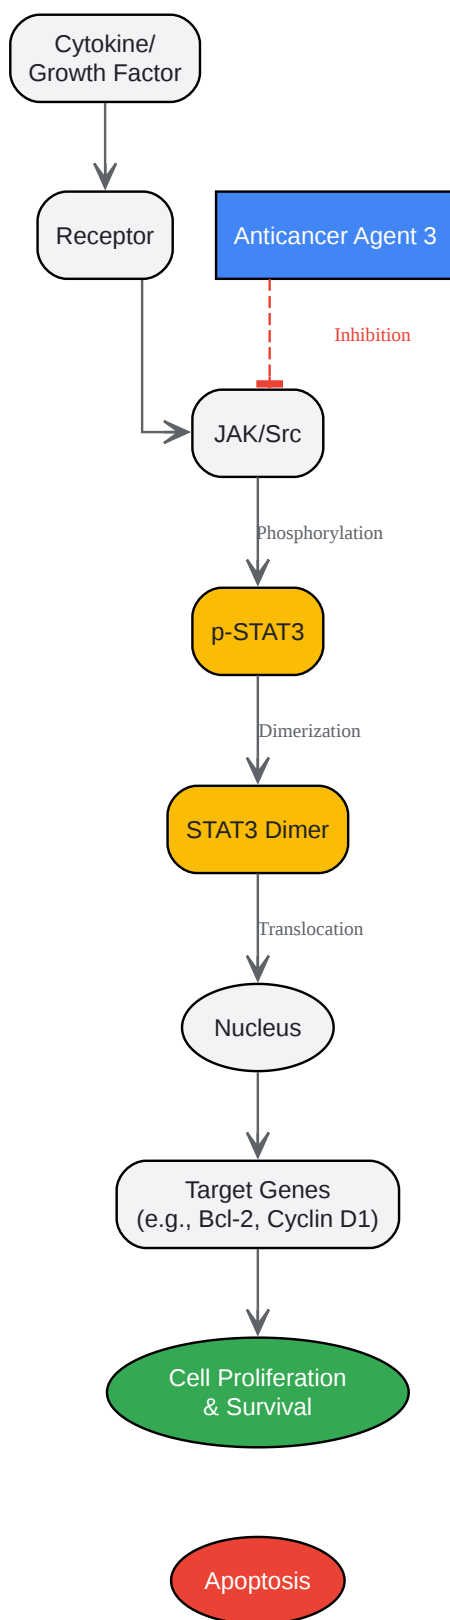 Cytokine/
Growth Factor
Receptor
Anticancer Agent 3
Inhibition
JAK/Src
Phosphorylation
p-STAT3
Dimerization
STAT3 Dimer
Translocation
Nucleus
Target Genes
(e.g., Bcl-2, Cyclin D1)
Cell Proliferation
& Survival
Apoptosis